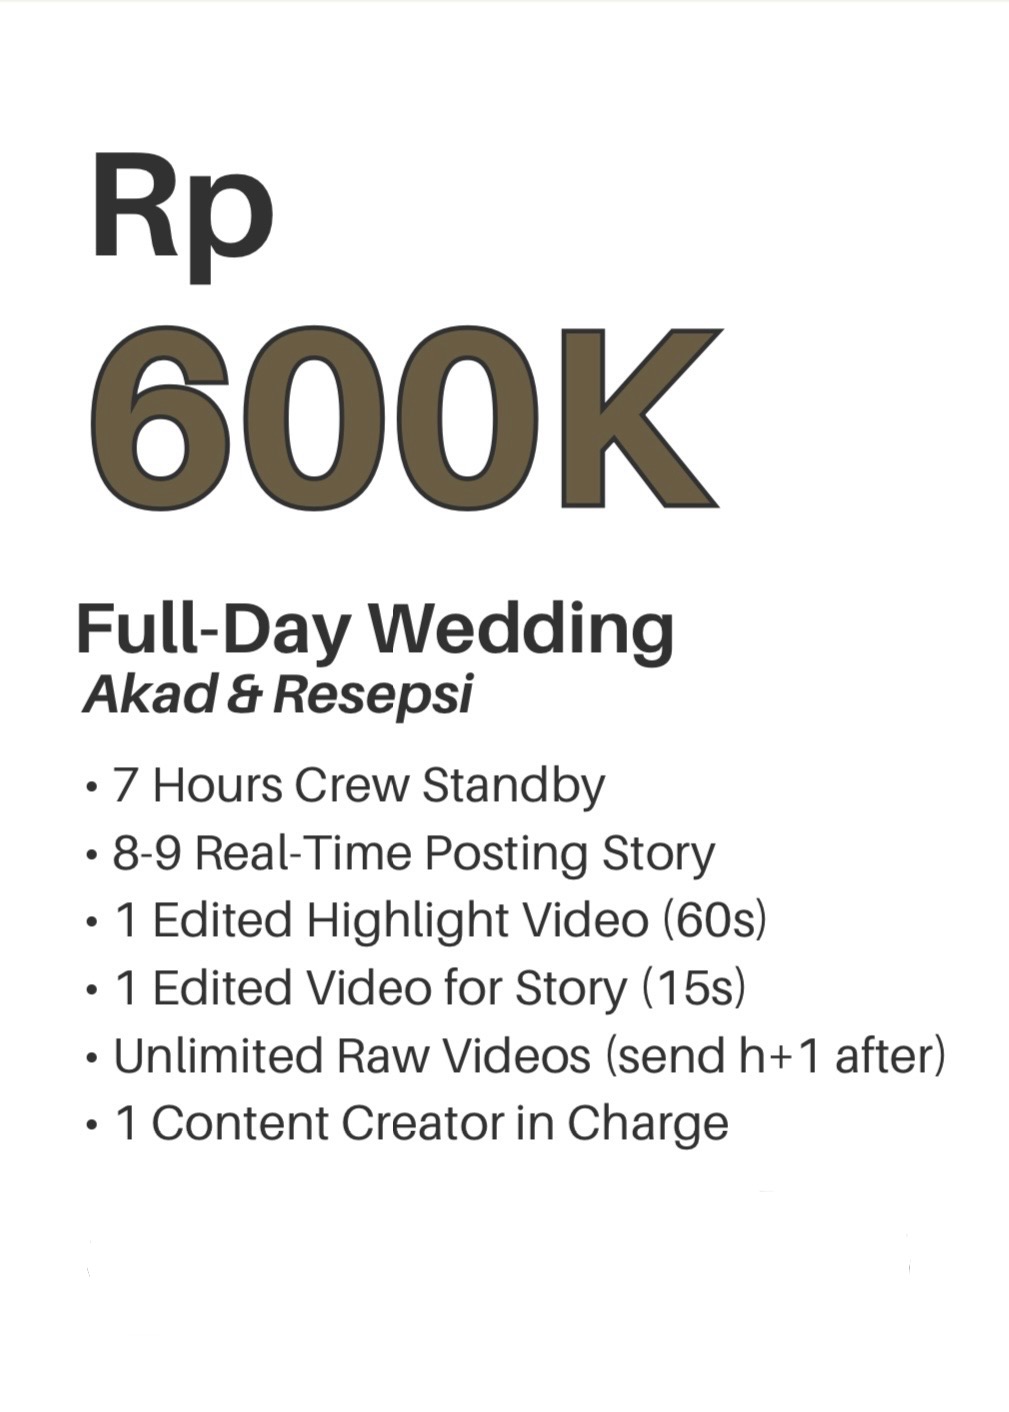 Rp
600K
Full-Day Wedding
Akad & Resepsi
• 7 Hours Crew Standby
• 8-9 Real-Time Posting Story
• 1 Edited Highlight Video (60s)
• 1 Edited Video for Story (15s)
• Unlimited Raw Videos (send h+1 after)
• 1 Content Creator in Charge